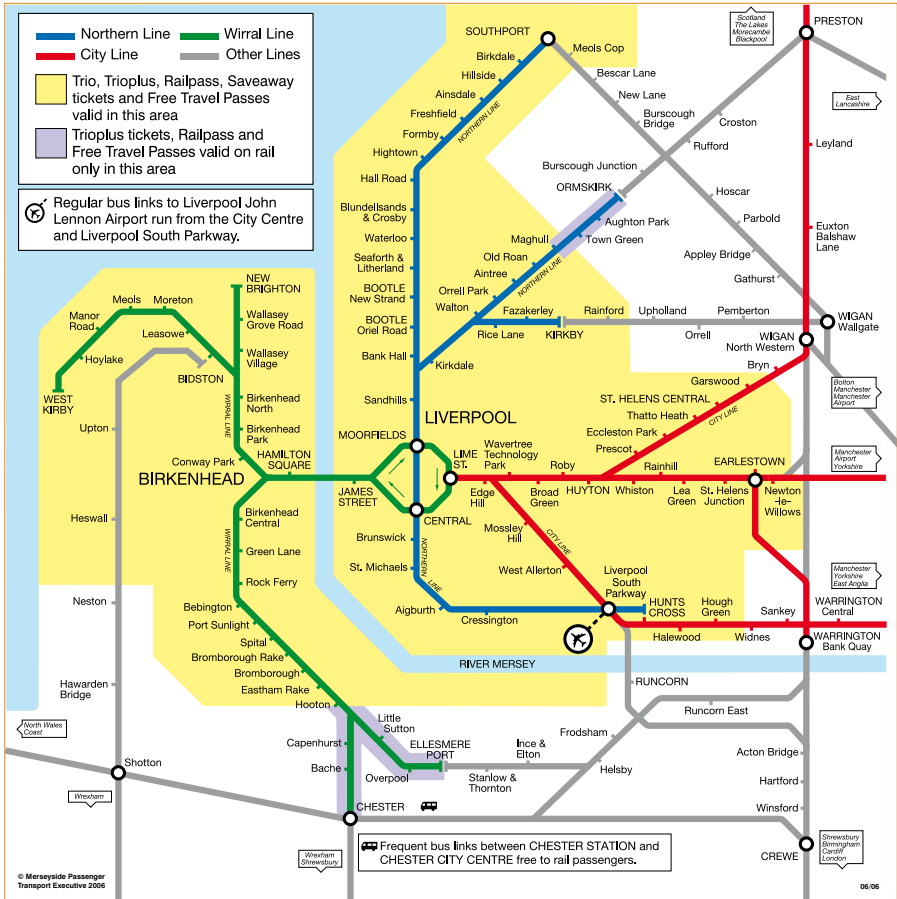 Northern Line
Wirral Line
City Line
Other Lines
Trio, Trioplus, Railpass, Saveaway
tickets and Free Travel Passes
valid in this area
Trioplus tickets, Railpass and
Free Travel Passes valid on rail
only in this area
Regular bus links to Liverpool John
Lennon Airport run from the City Centre
and Liverpool South Parkway.
SOUTHPORT
Birkdale
Hillside
Ainsdale
Freshfield
Formby
Hightown
NORTHERN LINE
Hall Road
Blundellsands
& Crosby
Waterloo
Seaforth &
Litherland
BOOTLE
New Strand
BOOTLE
Oriel Road
Bank Hall
Sandhills
Meols Cop
Bescar Lane
New Lane
Burscough
Bridge
Hoscar
Parbold
Appley Bridge
Gathurst
WIGAN
Wallgate
Scotland
The Lakes
Morecambe
Blackpool
PRESTON
East
Lancashire
Croston
Rufford
Burscough Junction
ORMSKIRK
Aughton Park
Town Green
Maghull
Old Roan
Aintree
Orrell Park
Walton
NORTHERN LINE
Leyland
Euxton
Balshaw
Lane
Fazakerley
Rice Lane
KIRKBY
Rainford
Upholland
Orrell
Pemberton
Kirkdale
WIGAN
North Western
Bryn
Garswood
ST. HELENS CENTRAL
Thatto Heath
Eccleston Park
Prescot
CITY LINE
Bolton
Manchester
Manchester
Airport
NEW
BRIGHTON
Wallasey
Grove Road
Wallasey
Village
Birkenhead
North
Birkenhead
Park
Conway Park
WIRRAL LINE
Meols
Moreton
Manor
Road
Leasowe
Hoylake
WEST
KIRBY
BIDSTON
Upton
Heswall
Neston
Hawarden
Bridge
Shotton
North Wales
Coast
Wrexham
BIRKENHEAD
HAMILTON
SQUARE
JAMES
STREET
LIVERPOOL
MOORFIELDS
LIME
ST.
CENTRAL
Wavertree
Technology
Park
Edge
Hill
Broad
Green
Roby
HUYTON
Whiston
Rainhill
Lea
Green
St. Helens
Junction
EARLESTOWN
Newton
-He-
Willows
Manchester
Airport
Yorkshire
Mossley
Hill
CITY LINE
West Allerton
Liverpool
South
Parkway
HUNTS
CROSS
Halewood
Hough
Green
Widnes
Sankey
WARRINGTON
Central
Manchester
Yorkshire
East Anglia
WARRINGTON
Bank Quay
Brunswick
St. Michaels
NORTHERN
LINE
Aigburth
Cressington
RIVER MERSEY
Birkenhead
Central
Green Lane
Rock Ferry
WIRRAL LINE
Bebington
Port Sunlight
Spital
Bromborough Rake
Bromborough
Eastham Rake
Hooton
Capenhurst
Bache
CHESTER
Little
Sutton
Overpool
ELLESMERE
PORT
Stanlow &
Thornton
Ince &
Elton
Helsby
Frodsham
Runcorn East
RUNCORN
Acton Bridge
Hartford
Winsford
CREWE
Shrewsbury
Birmingham
Cardiff
London
Wrexham
Shrewsbury
Frequent bus links between CHESTER STATION and
CHESTER CITY CENTRE free to rail passengers.
© Merseyside Passenger
Transport Executive 2006
06/06